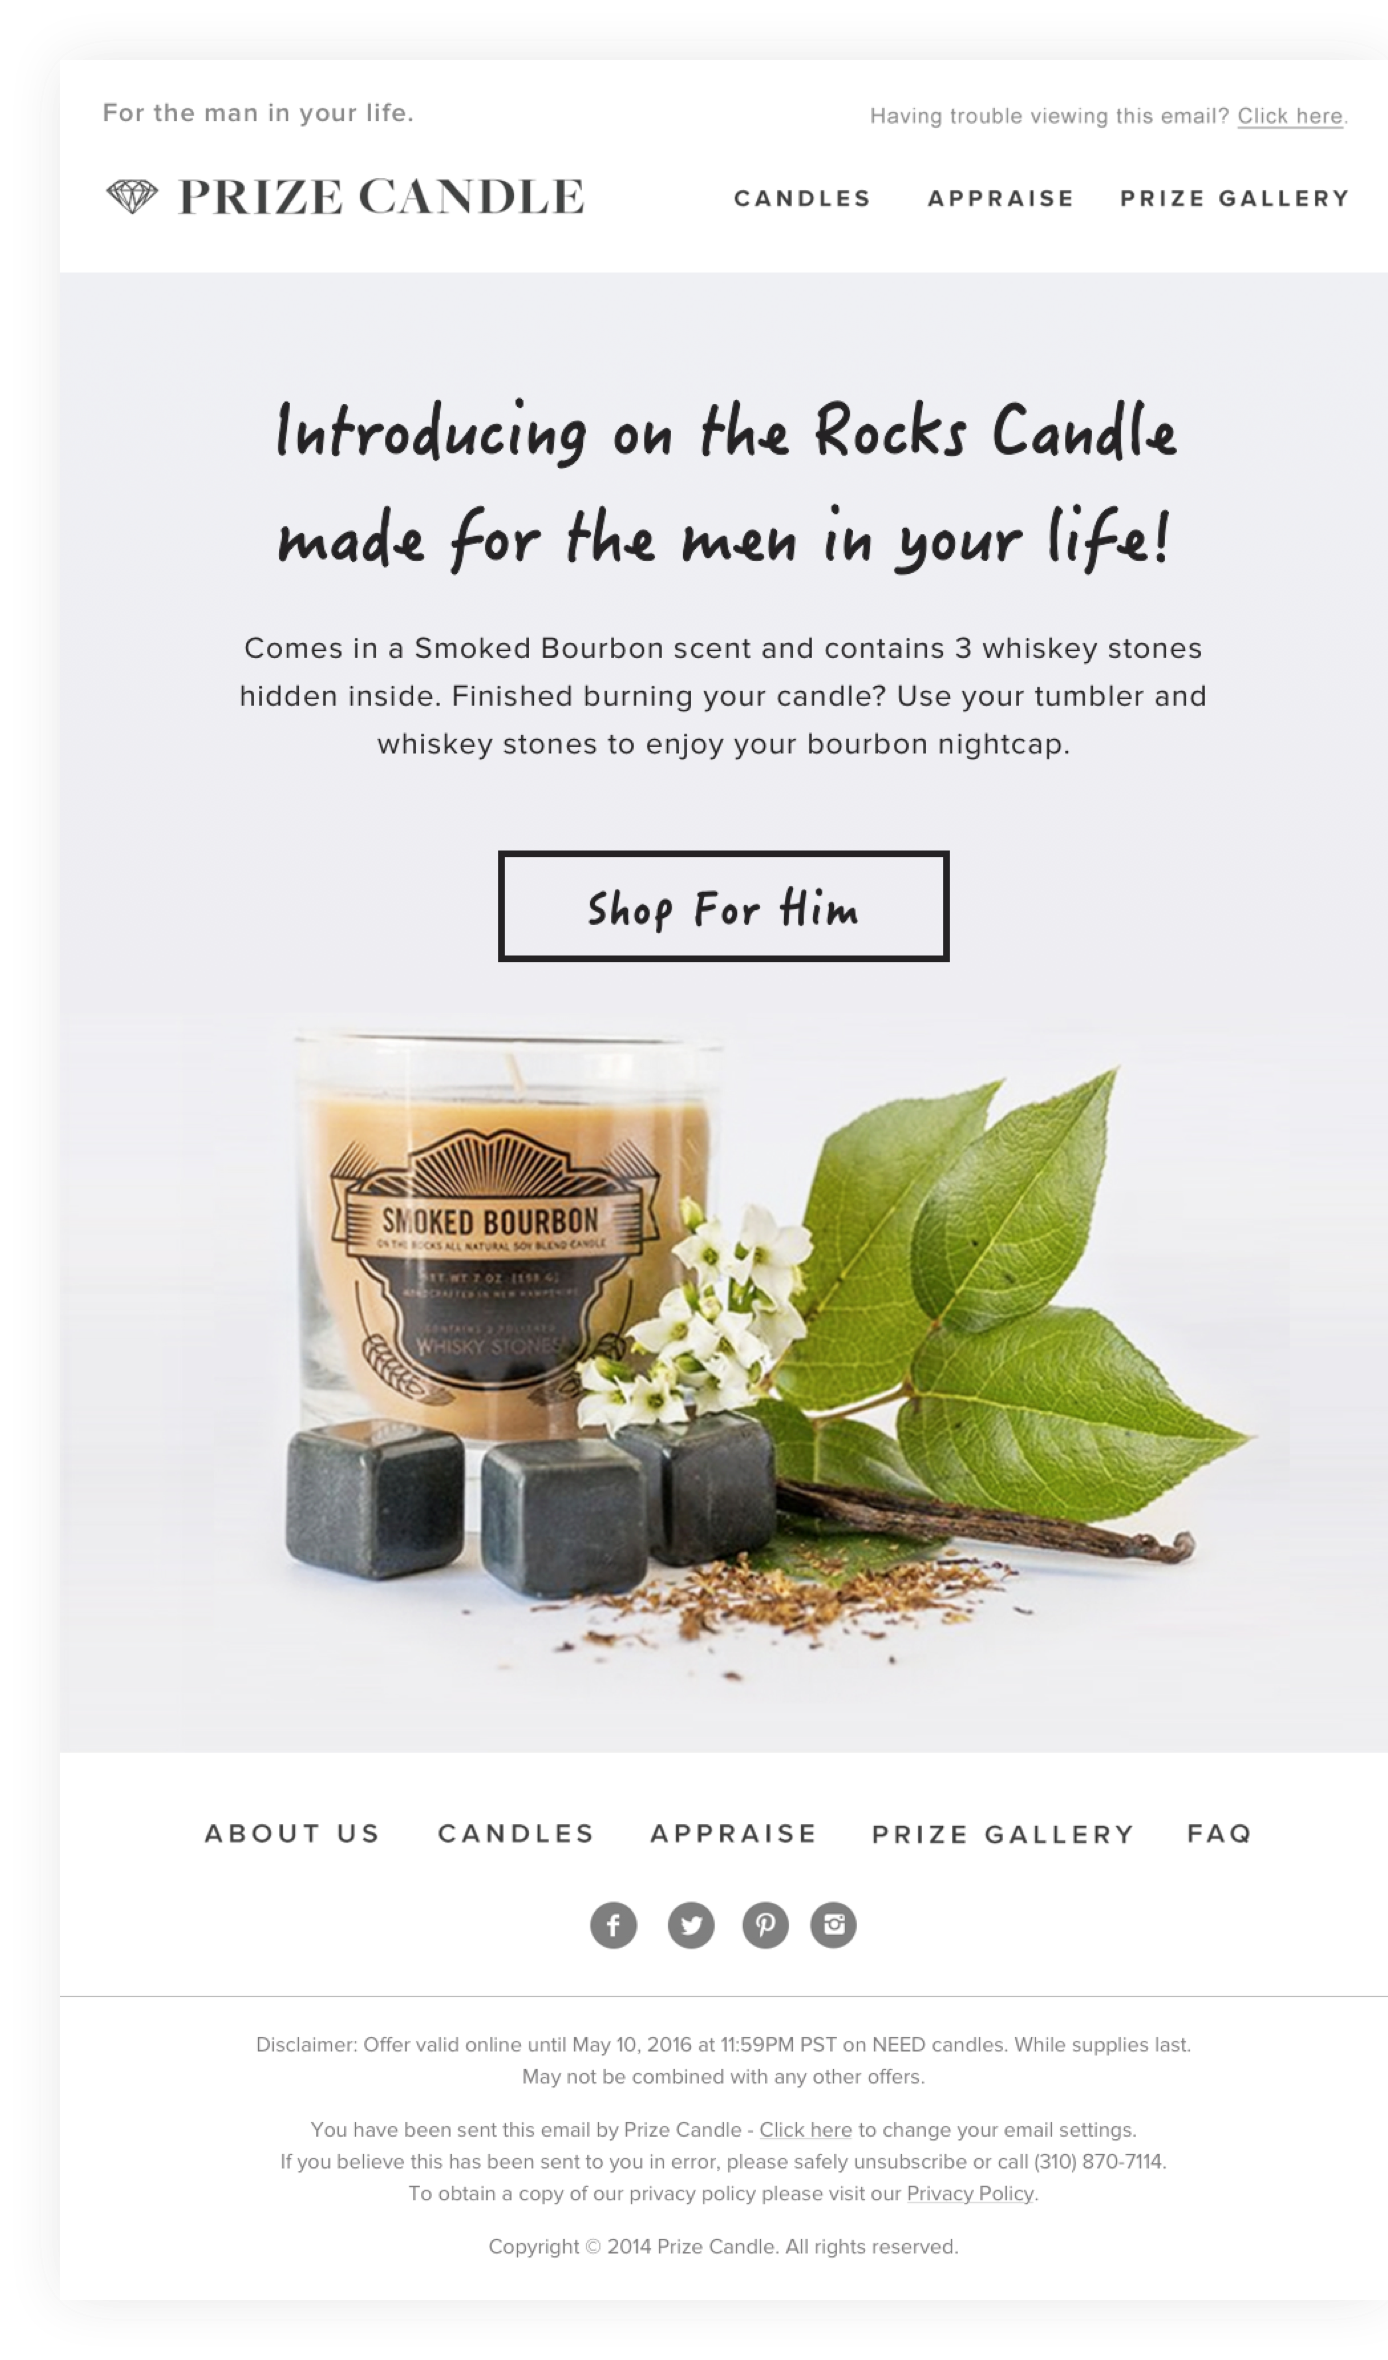 For the man in your life.
Having trouble viewing this email? Click here.
PRIZE CANDLE
CANDLES APPRAISE PRIZE GALLERY
Introducing on the Rocks Candle
made for the men in your life!
Comes in a Smoked Bourbon scent and contains 3 whiskey stones
hidden inside. Finished burning your candle? Use your tumbler and
whiskey stones to enjoy your bourbon nightcap.
Shop For Him
SMOKED BOURBON
ON THE ROCKS ALL NATURAL SOY BLEND CANDLE
NET WT 7 OZ (198 G)
HANDCRAFTED IN NEW HAMPSHIRE
CONTAINS 3 POLISHED
WHISKY STONES
ABOUT US CANDLES APPRAISE PRIZE GALLERY FAQ
Disclaimer: Offer valid online until May 10, 2016 at 11:59PM PST on NEED candles. While supplies last.
May not be combined with any other offers.
You have been sent this email by Prize Candle - Click here to change your email settings.
If you believe this has been sent to you in error, please safely unsubscribe or call (310) 870-7114.
To obtain a copy of our privacy policy please visit our Privacy Policy.
Copyright © 2014 Prize Candle. All rights reserved.